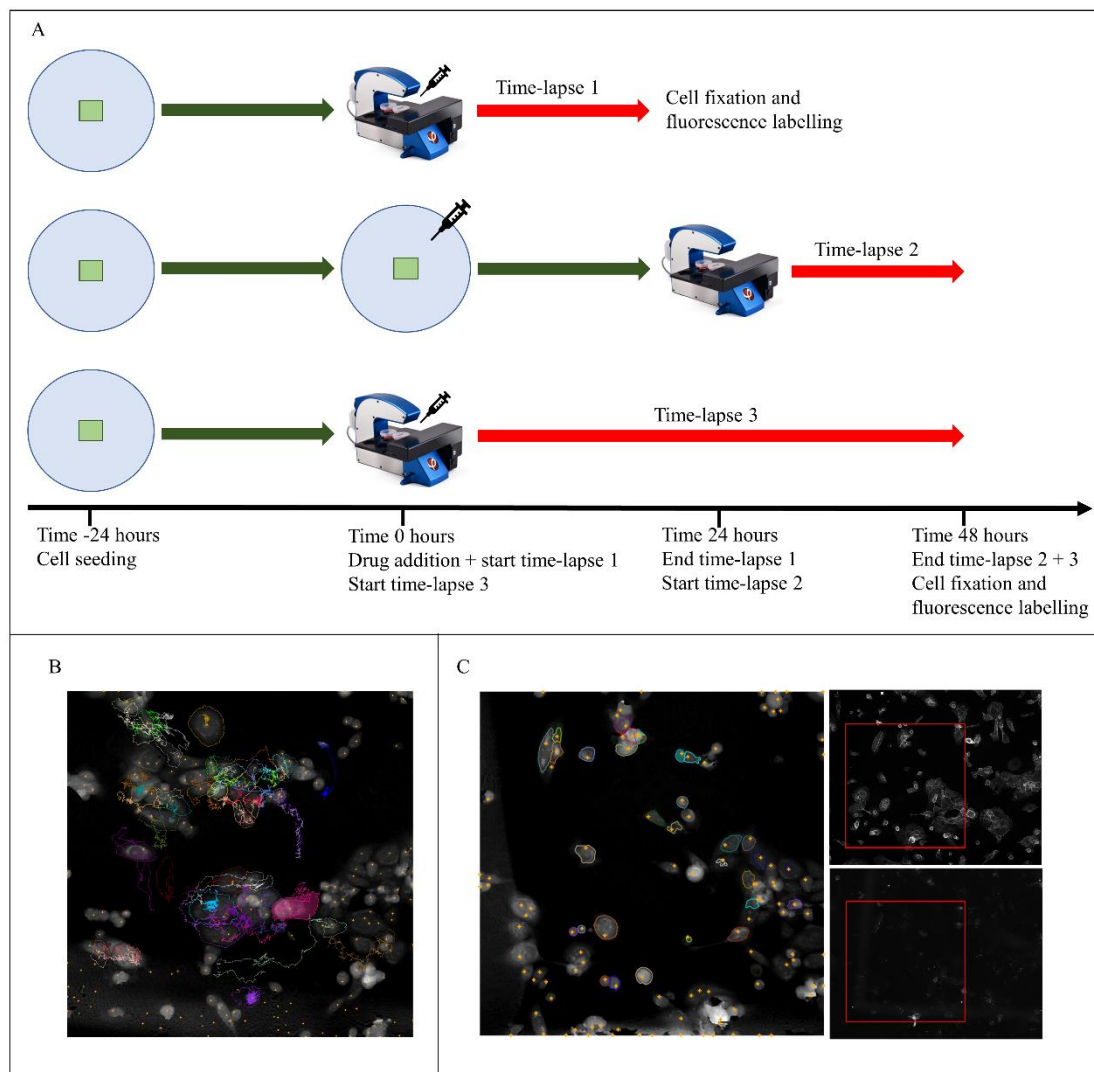 A
Time-lapse 1
Cell fixation and
fluorescence labelling
Time-lapse 2
Time-lapse 3
Time -24 hours
Cell seeding
Time 0 hours
Drug addition + start time-lapse 1
Start time-lapse 3
Time 24 hours
End time-lapse 1
Start time-lapse 2
Time 48 hours
End time-lapse 2 + 3
Cell fixation and
fluorescence labelling
B
C